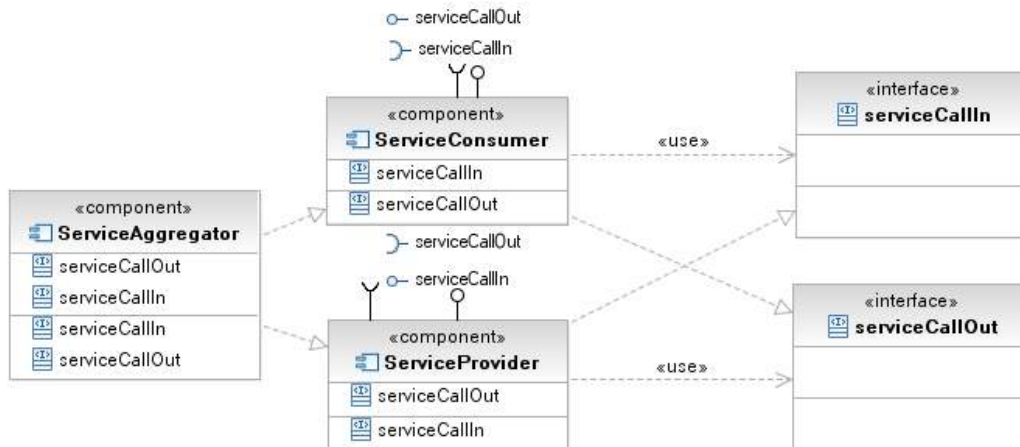 serviceCallOut
serviceCallIn
«component»
ServiceConsumer
serviceCallIn
serviceCallOut
«use»
«interface»
serviceCallIn
«component»
ServiceAggregator
serviceCallOut
serviceCallIn
serviceCallIn
serviceCallOut
serviceCallOut
serviceCallIn
«component»
ServiceProvider
serviceCallOut
serviceCallIn
«use»
«interface»
serviceCallOut